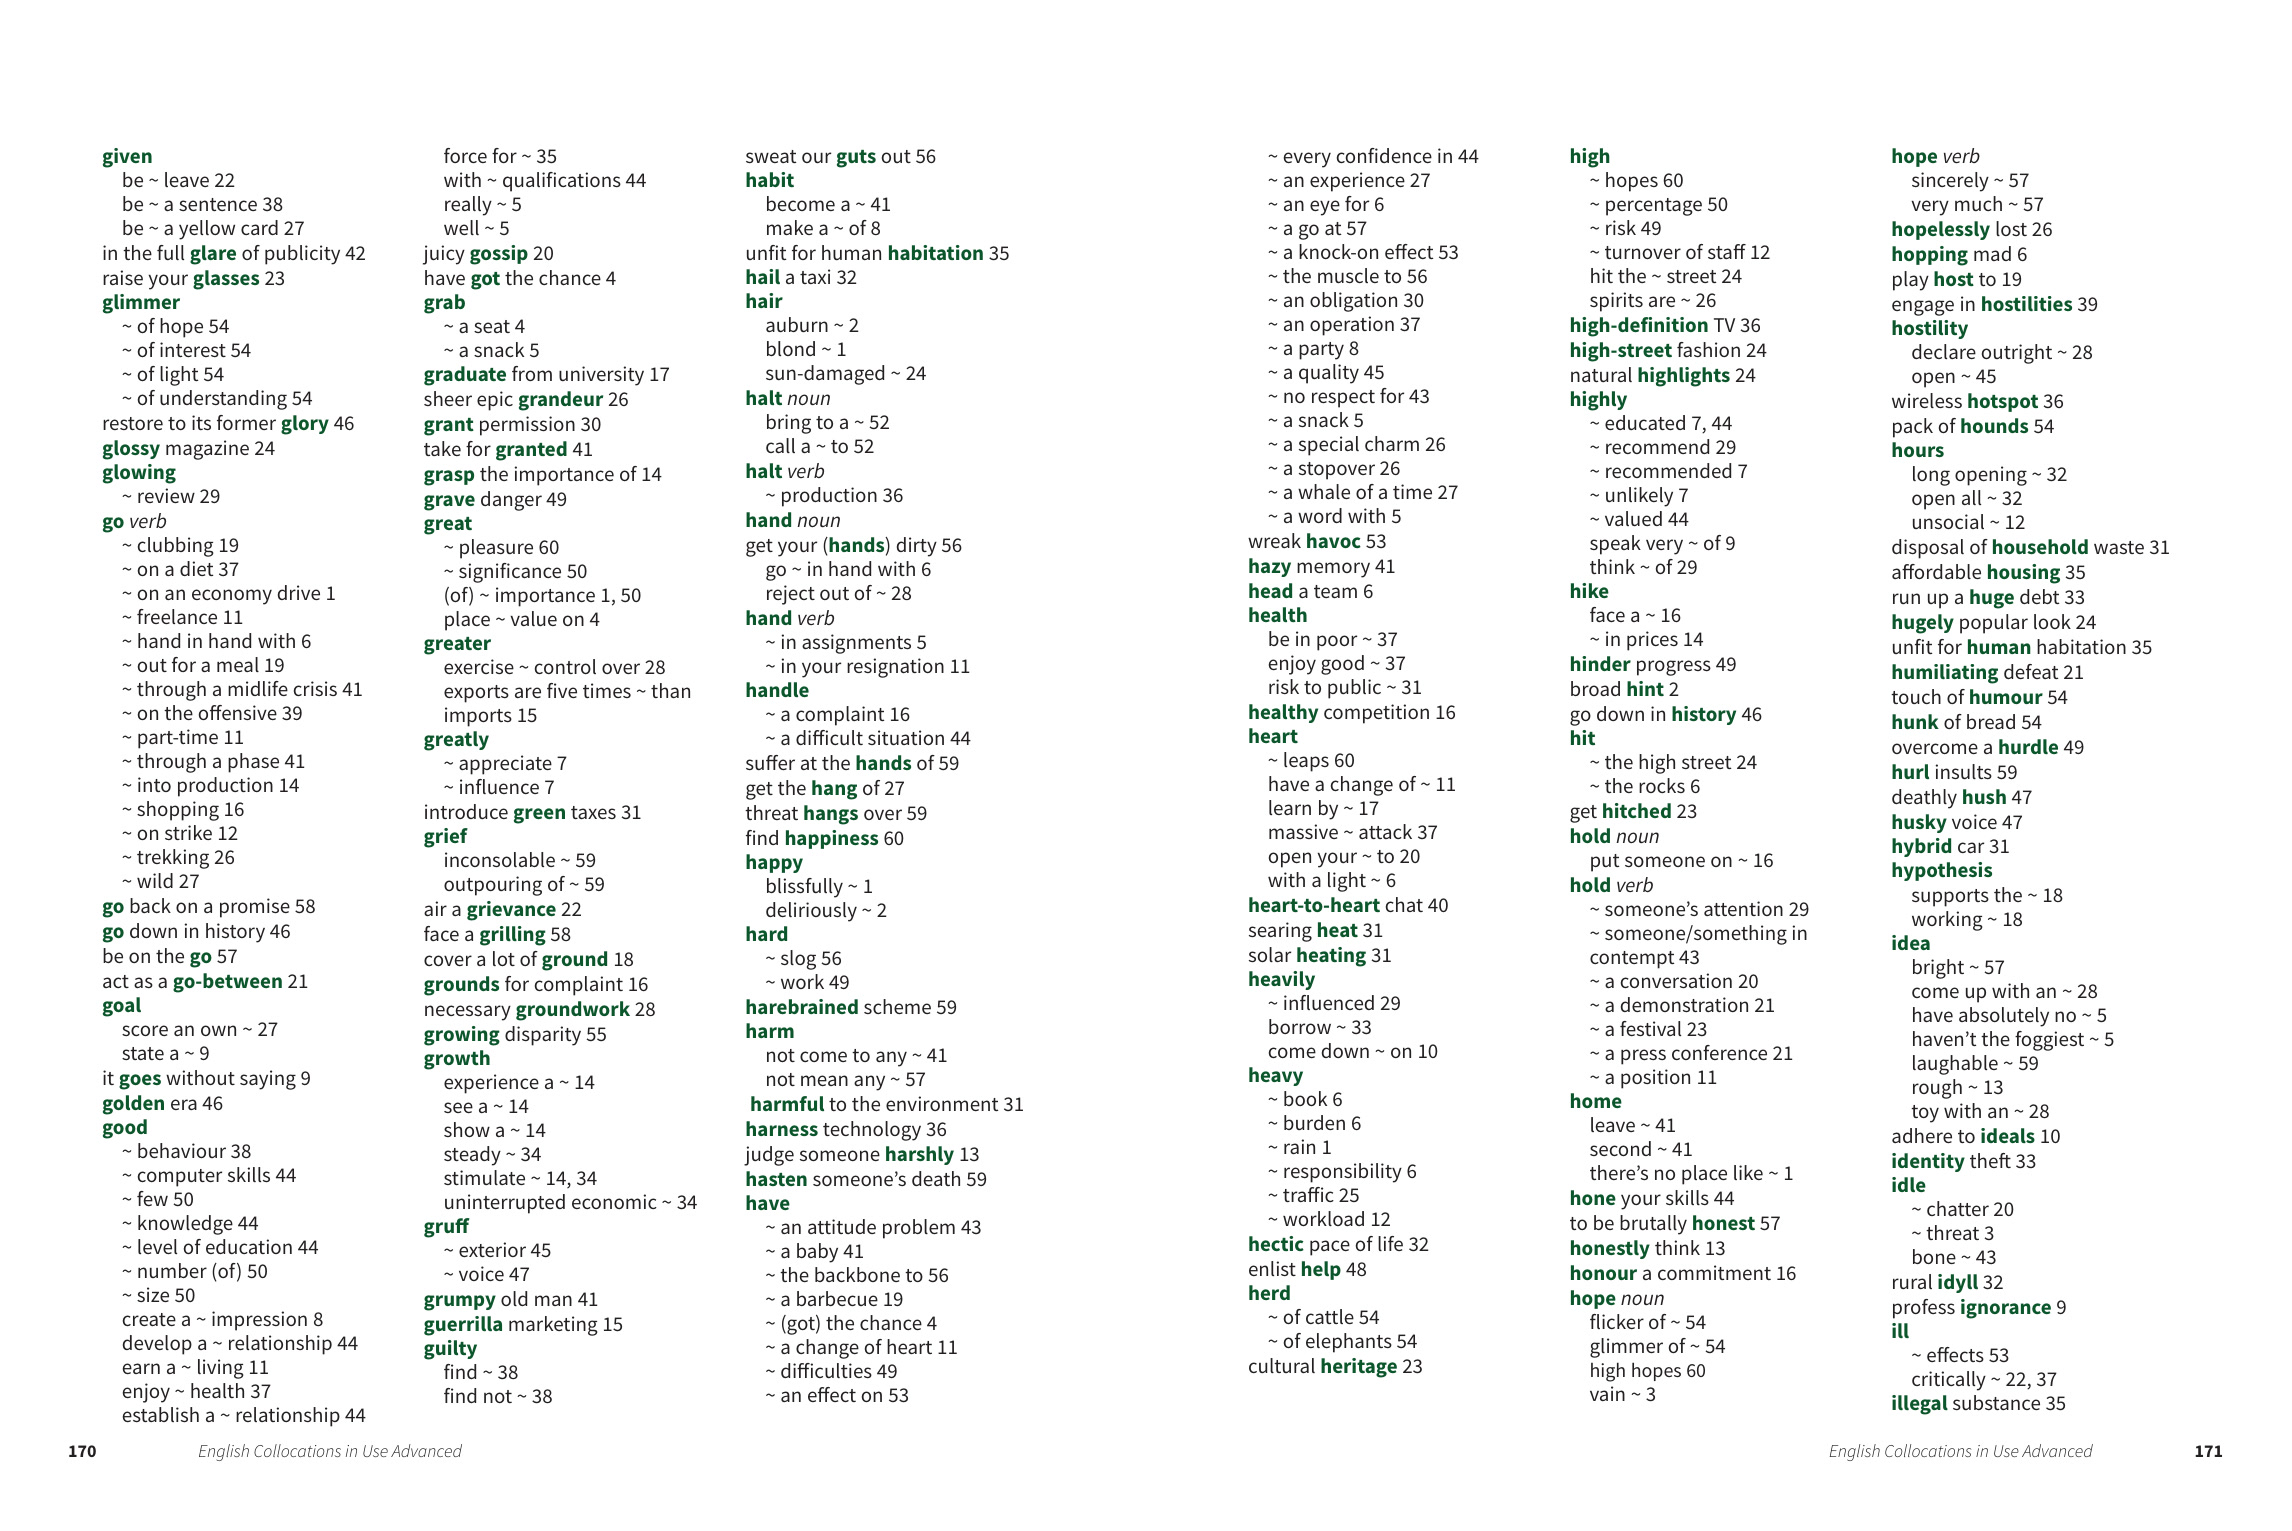 given
be ~ leave 22
be ~ a sentence 38
be ~ a yellow card 27
in the full glare of publicity 42
raise your glasses 23
glimmer
~ of hope 54
~ of interest 54
~ of light 54
~ of understanding 54
restore to its former glory 46
glossy magazine 24
glowing
~ review 29
go verb
~ clubbing 19
~ on a diet 37
~ on an economy drive 1
~ freelance 11
~ hand in hand with 6
~ out for a meal 19
~ through a midlife crisis 41
~ on the offensive 39
~ part-time 11
~ through a phase 41
~ into production 14
~ shopping 16
~ on strike 12
~ trekking 26
~ wild 27
go back on a promise 58
go down in history 46
be on the go 57
act as a go-between 21
goal
score an own ~ 27
state a ~ 9
it goes without saying 9
golden era 46
good
~ behaviour 38
~ computer skills 44
~ few 50
~ knowledge 44
~ level of education 44
~ number (of) 50
~ size 50
create a ~ impression 8
develop a ~ relationship 44
earn a ~ living 11
enjoy ~ health 37
establish a ~ relationship 44
force for ~ 35
with ~ qualifications 44
really ~ 5
well ~ 5
juicy gossip 20
have got the chance 4
grab
~ a seat 4
~ a snack 5
graduate from university 17
sheer epic grandeur 26
grant permission 30
take for granted 41
grasp the importance of 14
grave danger 49
great
~ pleasure 60
~ significance 50
(of) ~ importance 1, 50
place ~ value on 4
greater
exercise ~ control over 28
exports are five times ~ than
imports 15
greatly
~ appreciate 7
~ influence 7
introduce green taxes 31
grief
inconsolable ~ 59
outpouring of ~ 59
air a grievance 22
face a grilling 58
cover a lot of ground 18
grounds for complaint 16
necessary groundwork 28
growing disparity 55
growth
experience a ~ 14
see a ~ 14
show a ~ 14
steady ~ 34
stimulate ~ 14, 34
uninterrupted economic ~ 34
gruff
~ exterior 45
~ voice 47
grumpy old man 41
guerrilla marketing 15
guilty
find ~ 38
find not ~ 38
sweat our guts out 56
habit
become a ~ 41
make a ~ of 8
unfit for human habitation 35
hail a taxi 32
hair
auburn ~ 2
blond ~ 1
sun-damaged ~ 24
halt noun
bring to a ~ 52
call a ~ to 52
halt verb
~ production 36
hand noun
get your (hands) dirty 56
go ~ in hand with 6
reject out of ~ 28
hand verb
~ in assignments 5
~ in your resignation 11
handle
~ a complaint 16
~ a difficult situation 44
suffer at the hands of 59
get the hang of 27
threat hangs over 59
find happiness 60
happy
blissfully ~ 1
deliriously ~ 2
hard
~ slog 56
~ work 49
harebrained scheme 59
harm
not come to any ~ 41
not mean any ~ 57
harmful to the environment 31
harness technology 36
judge someone harshly 13
hasten someone’s death 59
have
~ an attitude problem 43
~ a baby 41
~ the backbone to 56
~ a barbecue 19
~ (got) the chance 4
~ a change of heart 11
~ difficulties 49
~ an effect on 53
170 English Collocations in Use Advanced
~ every confidence in 44
~ an experience 27
~ an eye for 6
~ a go at 57
~ a knock-on effect 53
~ the muscle to 56
~ an obligation 30
~ an operation 37
~ a party 8
~ a quality 45
~ no respect for 43
~ a snack 5
~ a special charm 26
~ a stopover 26
~ a whale of a time 27
~ a word with 5
wreak havoc 53
hazy memory 41
head a team 6
health
be in poor ~ 37
enjoy good ~ 37
risk to public ~ 31
healthy competition 16
heart
~ leaps 60
have a change of ~ 11
learn by ~ 17
massive ~ attack 37
open your ~ to 20
with a light ~ 6
heart-to-heart chat 40
searing heat 31
solar heating 31
heavily
~ influenced 29
borrow ~ 33
come down ~ on 10
heavy
~ book 6
~ burden 6
~ rain 1
~ responsibility 6
~ traffic 25
~ workload 12
hectic pace of life 32
enlist help 48
herd
~ of cattle 54
~ of elephants 54
cultural heritage 23
high
~ hopes 60
~ percentage 50
~ risk 49
~ turnover of staff 12
hit the ~ street 24
spirits are ~ 26
high-definition TV 36
high-street fashion 24
natural highlights 24
highly
~ educated 7, 44
~ recommend 29
~ recommended 7
~ unlikely 7
~ valued 44
speak very ~ of 9
think ~ of 29
hike
face a ~ 16
~ in prices 14
hinder progress 49
broad hint 2
go down in history 46
hit
~ the high street 24
~ the rocks 6
get hitched 23
hold noun
put someone on ~ 16
hold verb
~ someone’s attention 29
~ someone/something in
contempt 43
~ a conversation 20
~ a demonstration 21
~ a festival 23
~ a press conference 21
~ a position 11
home
leave ~ 41
second ~ 41
there’s no place like ~ 1
hone your skills 44
to be brutally honest 57
honestly think 13
honour a commitment 16
hope noun
flicker of ~ 54
glimmer of ~ 54
high hopes 60
vain ~ 3
hope verb
sincerely ~ 57
very much ~ 57
hopelessly lost 26
hopping mad 6
play host to 19
engage in hostilities 39
hostility
declare outright ~ 28
open ~ 45
wireless hotspot 36
pack of hounds 54
hours
long opening ~ 32
open all ~ 32
unsocial ~ 12
disposal of household waste 31
affordable housing 35
run up a huge debt 33
hugely popular look 24
unfit for human habitation 35
humiliating defeat 21
touch of humour 54
hunk of bread 54
overcome a hurdle 49
hurl insults 59
deathly hush 47
husky voice 47
hybrid car 31
hypothesis
supports the ~ 18
working ~ 18
idea
bright ~ 57
come up with an ~ 28
have absolutely no ~ 5
haven’t the foggiest ~ 5
laughable ~ 59
rough ~ 13
toy with an ~ 28
adhere to ideals 10
identity theft 33
idle
~ chatter 20
~ threat 3
bone ~ 43
rural idyll 32
profess ignorance 9
ill
~ effects 53
critically ~ 22, 37
illegal substance 35
English Collocations in Use Advanced 171